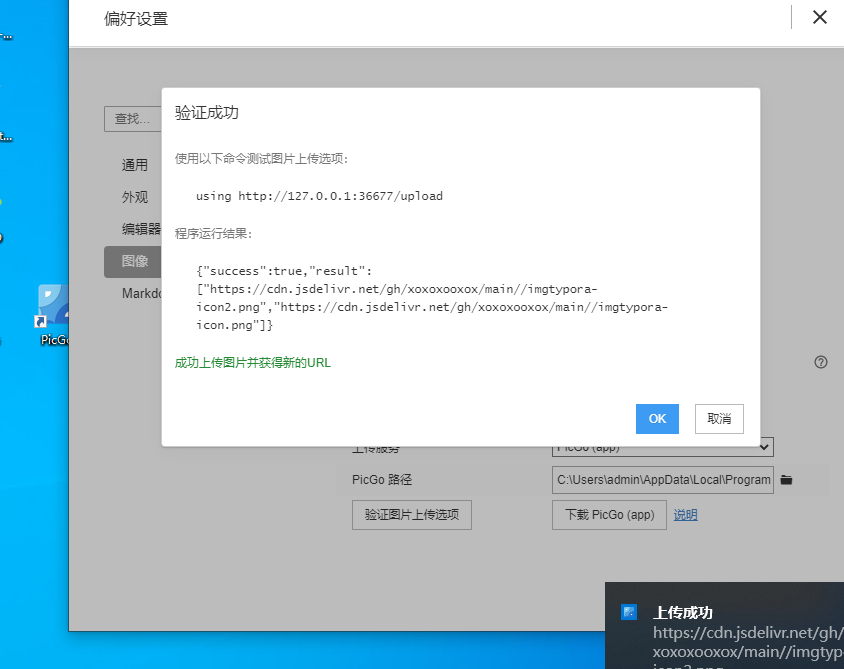 偏好设置
查找...
通用
外观
编辑器
图像
PicGo
验证成功
使用以下命令测试图片上传选项:
using http://127.0.0.1:36677/upload
程序运行结果:
{"success":true,"result":
["https://cdn.jsdelivr.net/gh/xoxoxooxox/main//imgtypora-
icon2.png","https://cdn.jsdelivr.net/gh/xoxoxooxox/main//imgtypora-
icon.png"]}
成功上传图片并获得新的URL
OK 取消
上传服务 PicGo (app)
PicGo 路径 C:\Users\admin\AppData\Local\Program
验证图片上传选项 下载 PicGo (app) 说明
上传成功
https://cdn.jsdelivr.net/gh/
xoxoxooxox/main//imgtyp
icon2.png